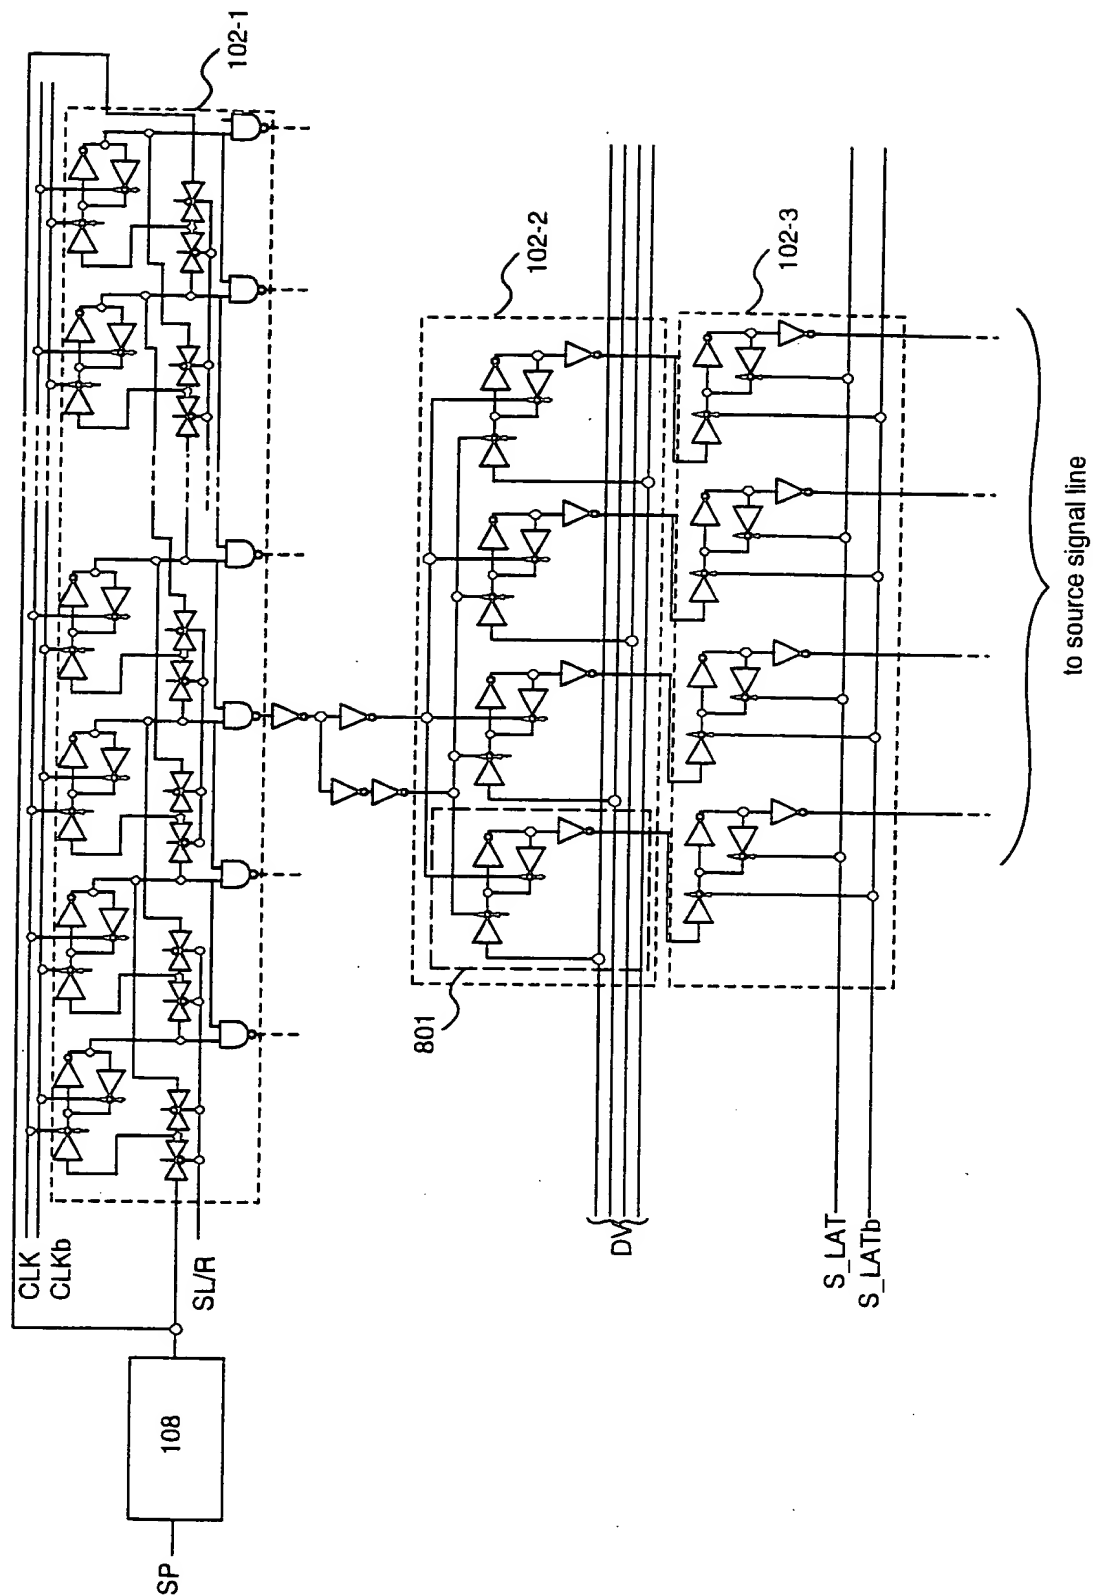 102-1
CLK
CLKb
SL/R
108
SP
102-2
801
DV
102-3
S_LAT
S_LATb
to source signal line